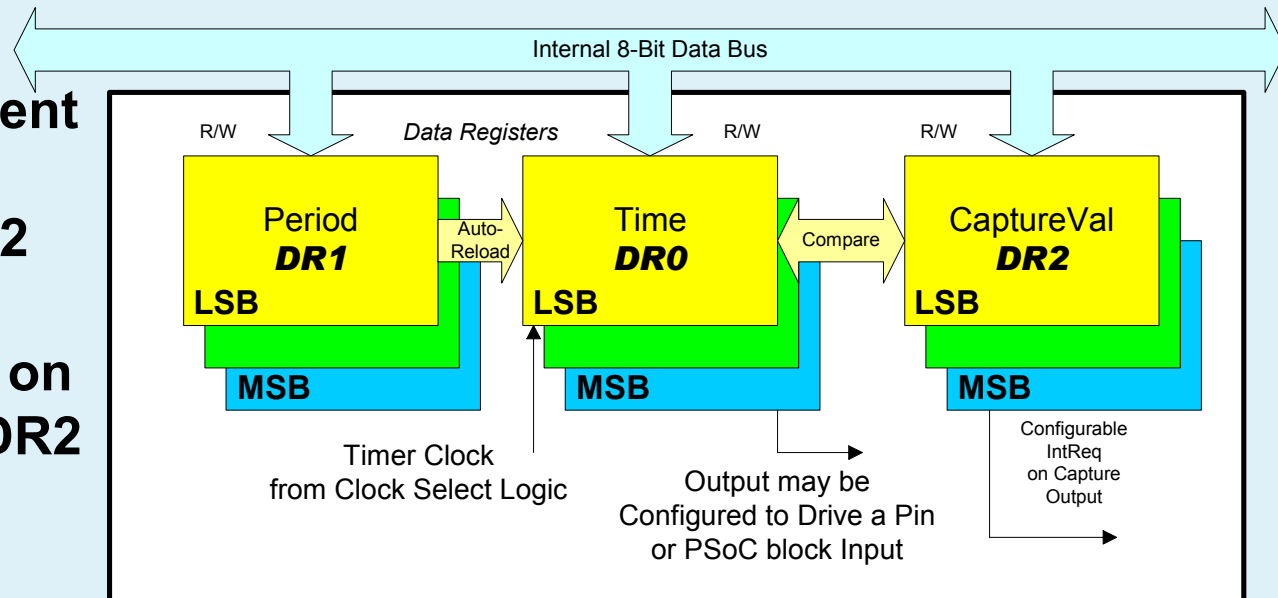 Internal 8-Bit Data Bus
2
on
DR2
R/W
Data Registers
R/W
R/W
Period
DR1
LSB
MSB
Auto-
Reload
Time
DR0
LSB
MSB
Compare
CaptureVal
DR2
LSB
MSB
Timer Clock
from Clock Select Logic
Output may be
Configured to Drive a Pin
or PSoC block Input
Configurable
IntReq
on Capture
Output